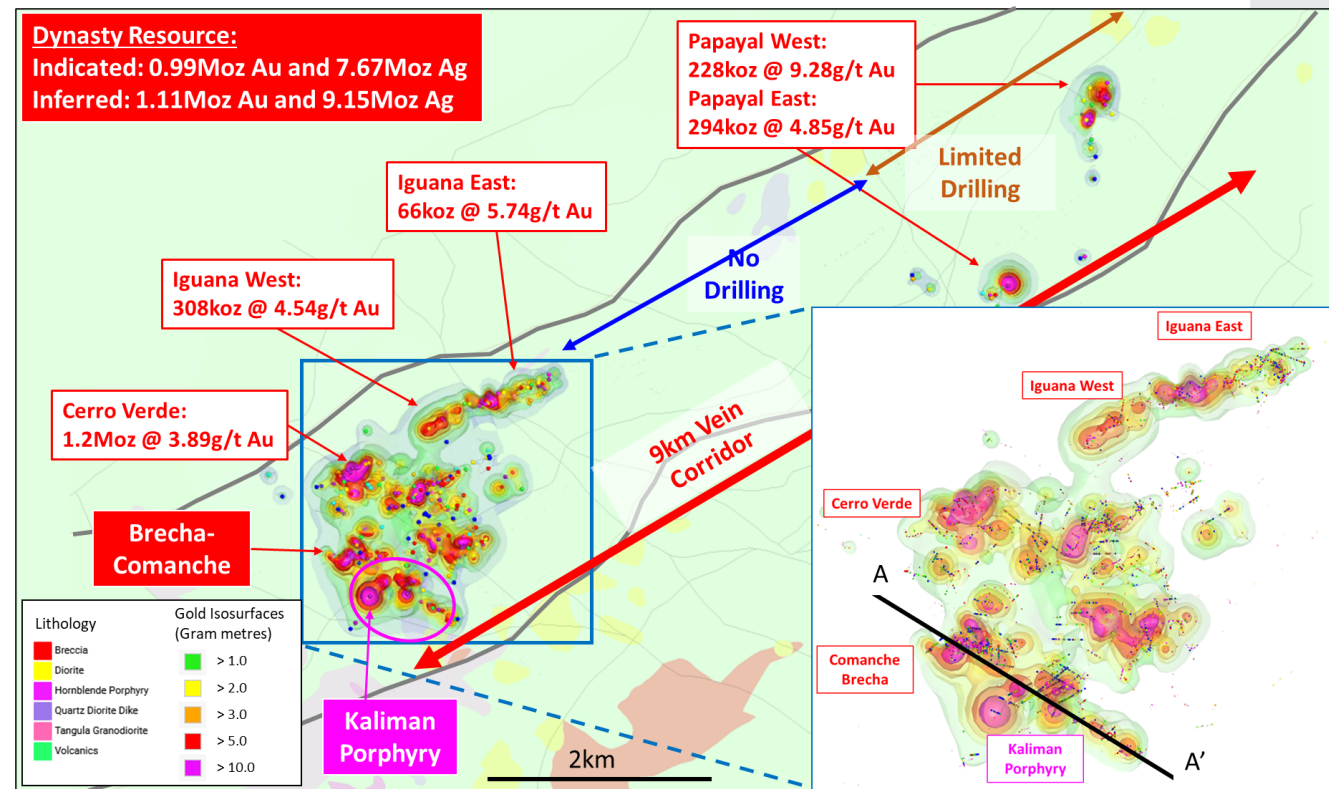 Dynasty Resource:
Indicated: 0.99Moz Au and 7.67Moz Ag
Inferred: 1.11Moz Au and 9.15Moz Ag
Papayal West:
228koz @ 9.28g/t Au
Papayal East:
294koz @ 4.85g/t Au
Limited
Drilling
Iguana East:
66koz @ 5.74g/t Au
No
Drilling
Iguana West:
308koz @ 4.54g/t Au
Cerro Verde:
1.2Moz @ 3.89g/t Au
9km Vein
Corridor
Brecha-
Comanche
Kaliman
Porphyry
2km
Lithology
Breccia
Diorite
Hornblende Porphyry
Quartz Diorite Dike
Tangula Granodiorite
Volcanics
Gold Isosurfaces
(Gram metres)
> 1.0
> 2.0
> 3.0
> 5.0
> 10.0
Iguana East
Iguana West
Cerro Verde
A
Comanche
Brecha
Kaliman
Porphyry
A'